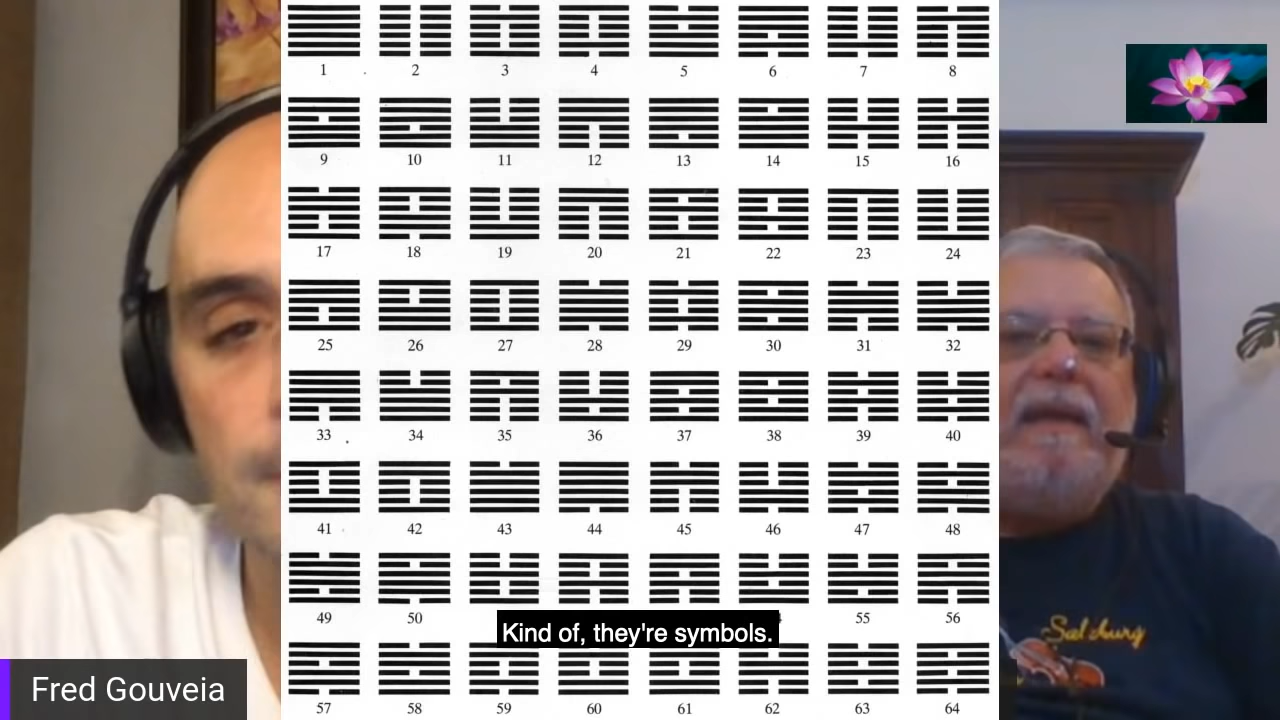 1 2 3 4 5 6 7 8
9 10 11 12 13 14 15 16
17 18 19 20 21 22 23 24
25 26 27 28 29 30 31 32
33 34 35 36 37 38 39 40
41 42 43 44 45 46 47 48
49 50 55 56
Kind of, they're symbols.
57 58 59 60 61 62 63 64
Fred Gouveia
Salzburg